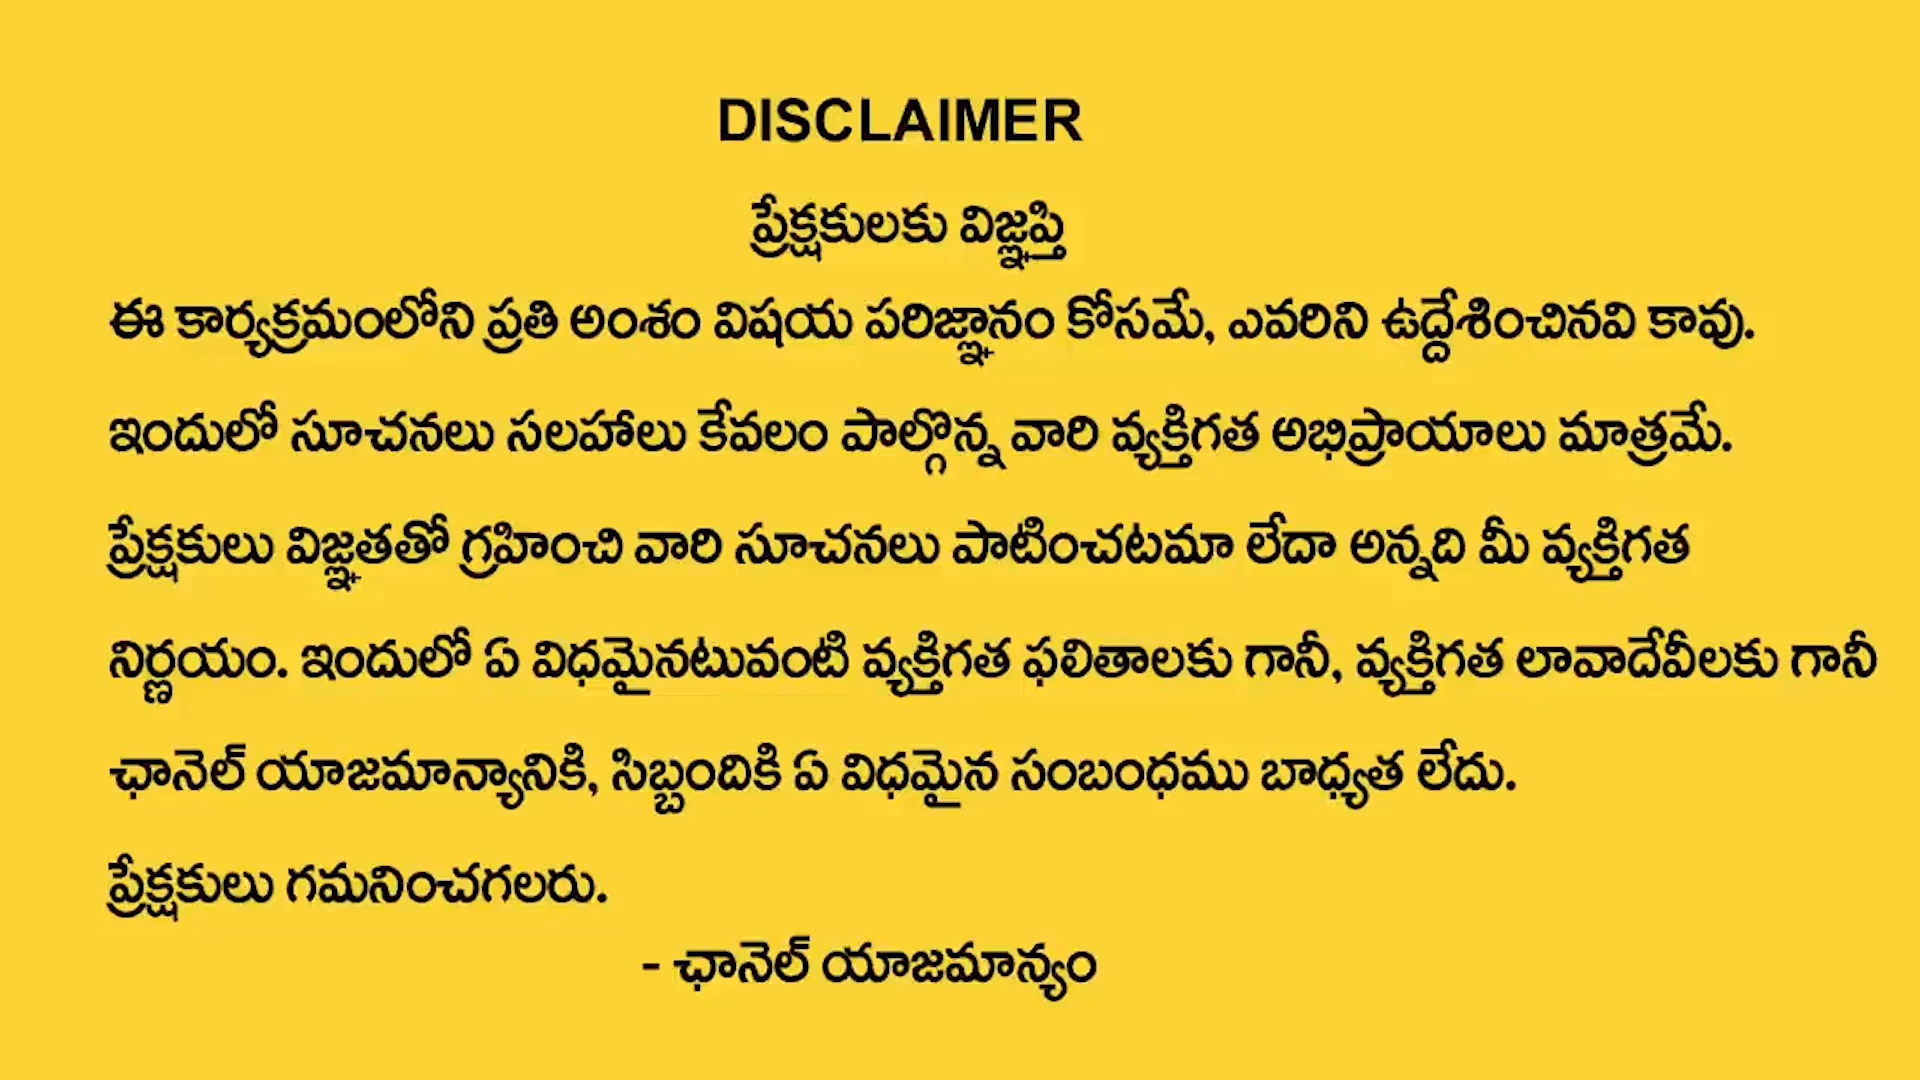 DISCLAIMER
ప్రేక్షకులకు విజ్ఞప్తి
ఈ కార్యక్రమంలోని ప్రతి అంశం విషయ పరిజ్ఞానం కోసమే, ఎవరిని ఉద్దేశించినవి కావు.
ఇందులో సూచనలు సలహాలు కేవలం పాల్గొన్న వారి వ్యక్తిగత అభిప్రాయాలు మాత్రమే.
ప్రేక్షకులు విజ్ఞతతో గ్రహించి వారి సూచనలు పాటించటమా లేదా అన్నది మీ వ్యక్తిగత
నిర్ణయం. ఇందులో ఏ విధమైనటువంటి వ్యక్తిగత ఫలితాలకు గానీ, వ్యక్తిగత లావాదేవీలకు గానీ
ఛానెల్ యాజమాన్యానికి, సిబ్బందికి ఏ విధమైన సంబంధము బాధ్యత లేదు.
ప్రేక్షకులు గమనించగలరు.
- ఛానెల్ యాజమాన్యం